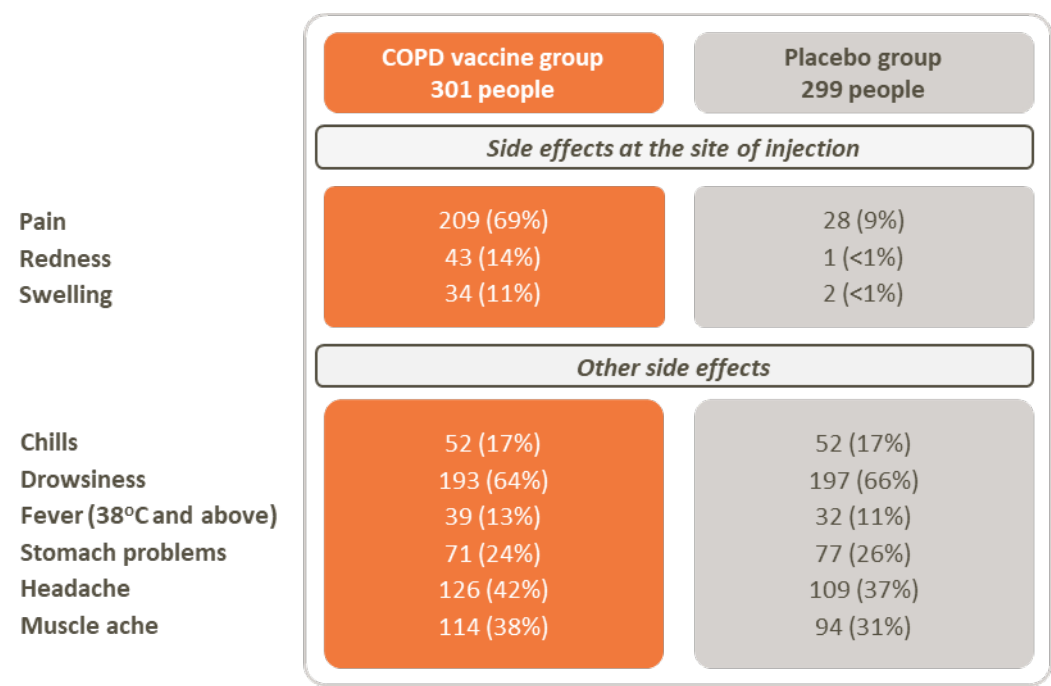 COPD vaccine group
301 people
Placebo group
299 people
Side effects at the site of injection
Pain 209 (69%) 28 (9%)
Redness 43 (14%) 1 (<1%)
Swelling 34 (11%) 2 (<1%)
Other side effects
Chills 52 (17%) 52 (17%)
Drowsiness 193 (64%) 197 (66%)
Fever (38⁰C and above) 39 (13%) 32 (11%)
Stomach problems 71 (24%) 77 (26%)
Headache 126 (42%) 109 (37%)
Muscle ache 114 (38%) 94 (31%)